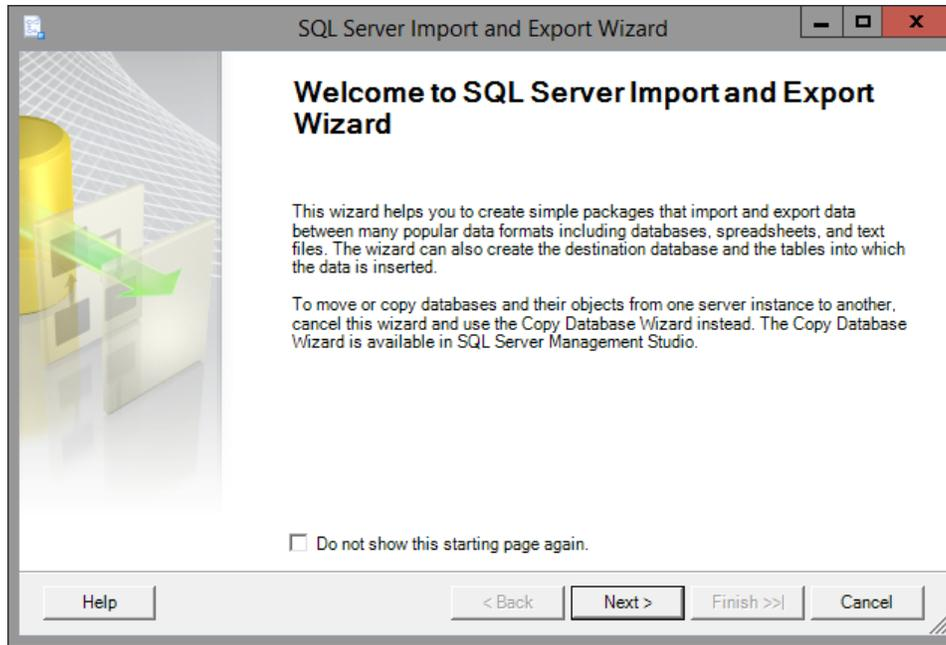 SQL Server Import and Export Wizard
X
Welcome to SQL Server Import and Export
Wizard
This wizard helps you to create simple packages that import and export data
between many popular data formats including databases, spreadsheets, and text
files. The wizard can also create the destination database and the tables into which
the data is inserted.
To move or copy databases and their objects from one server instance to another,
cancel this wizard and use the Copy Database Wizard instead. The Copy Database
Wizard is available in SQL Server Management Studio.
Do not show this starting page again.
Help
< Back
Next >
Finish >>|
Cancel